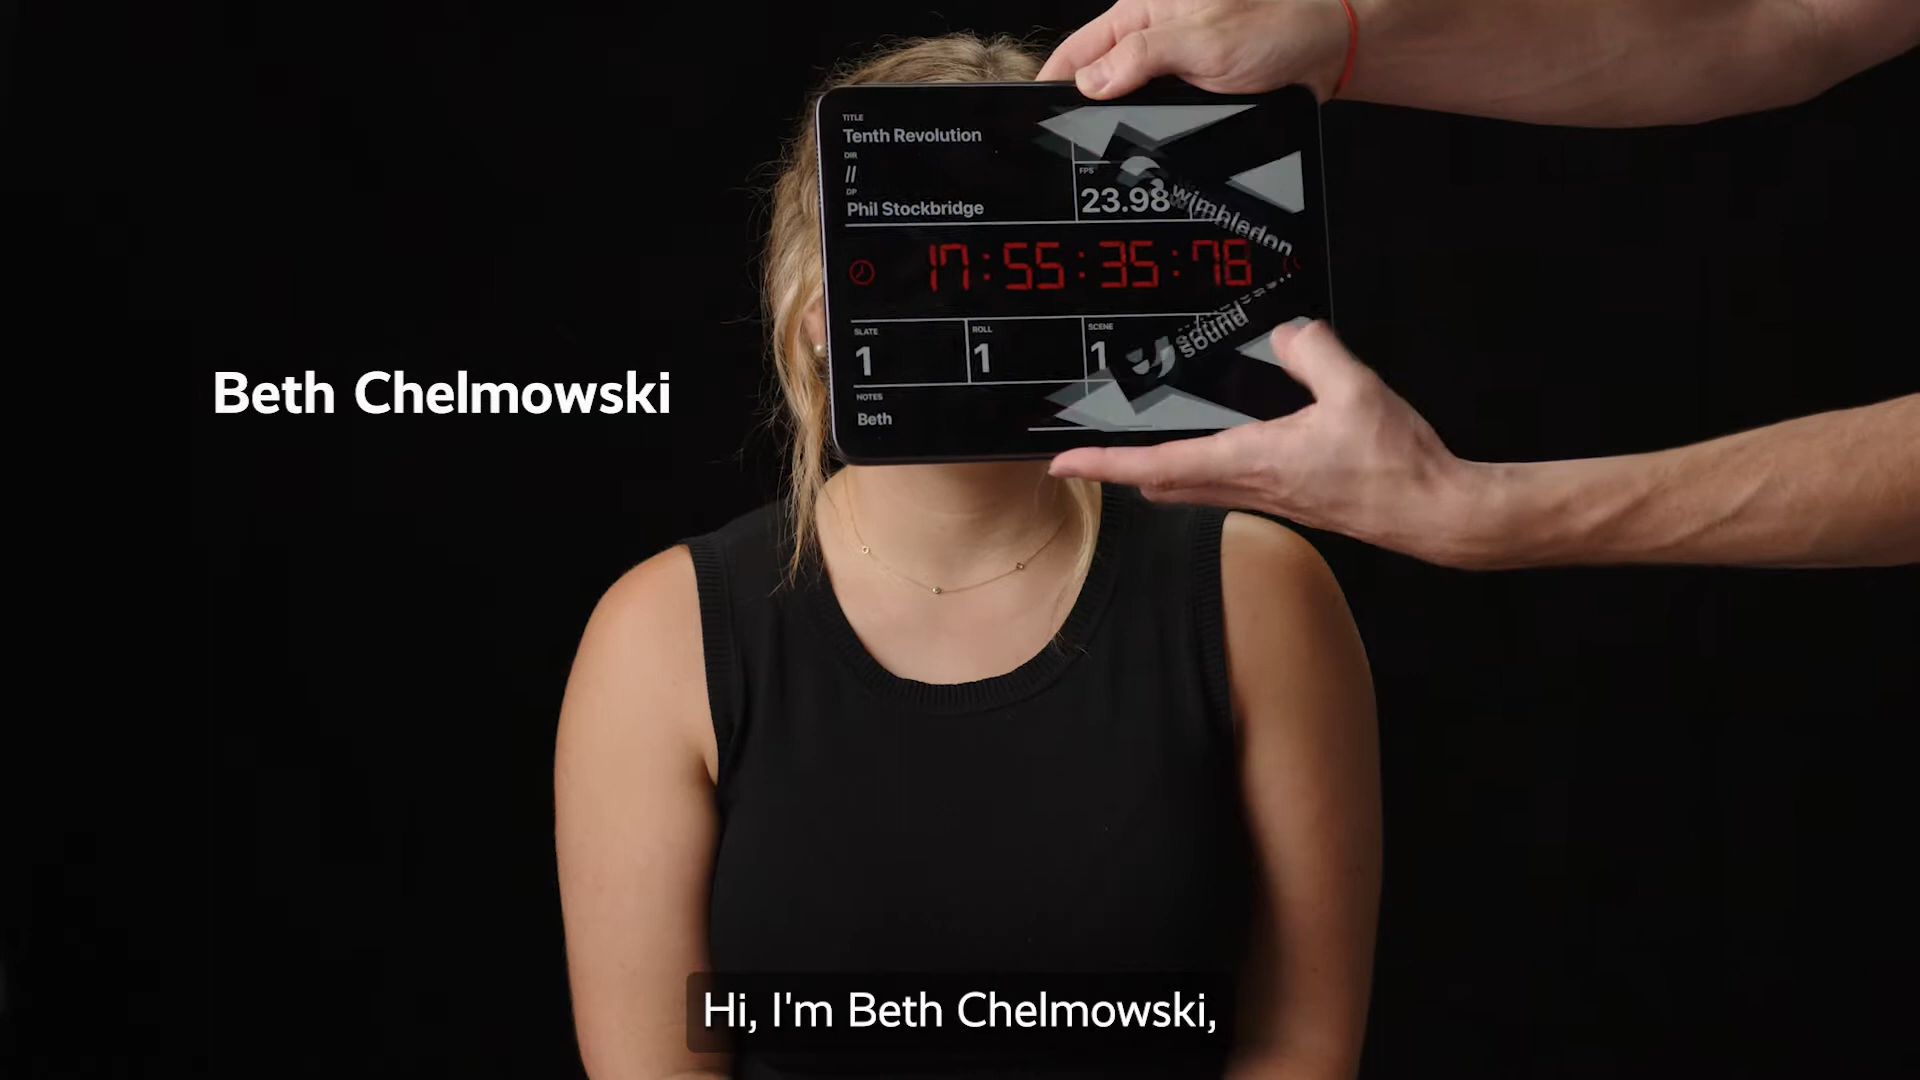 TITLE
Tenth Revolution
DIR
//
DP
Phil Stockbridge
FPS
23.98
wimbledon
17:55:35:78
sound
SLATE
1
ROLL
1
SCENE
1
NOTES
Beth
Beth Chelmowski
Hi, I'm Beth Chelmowski,